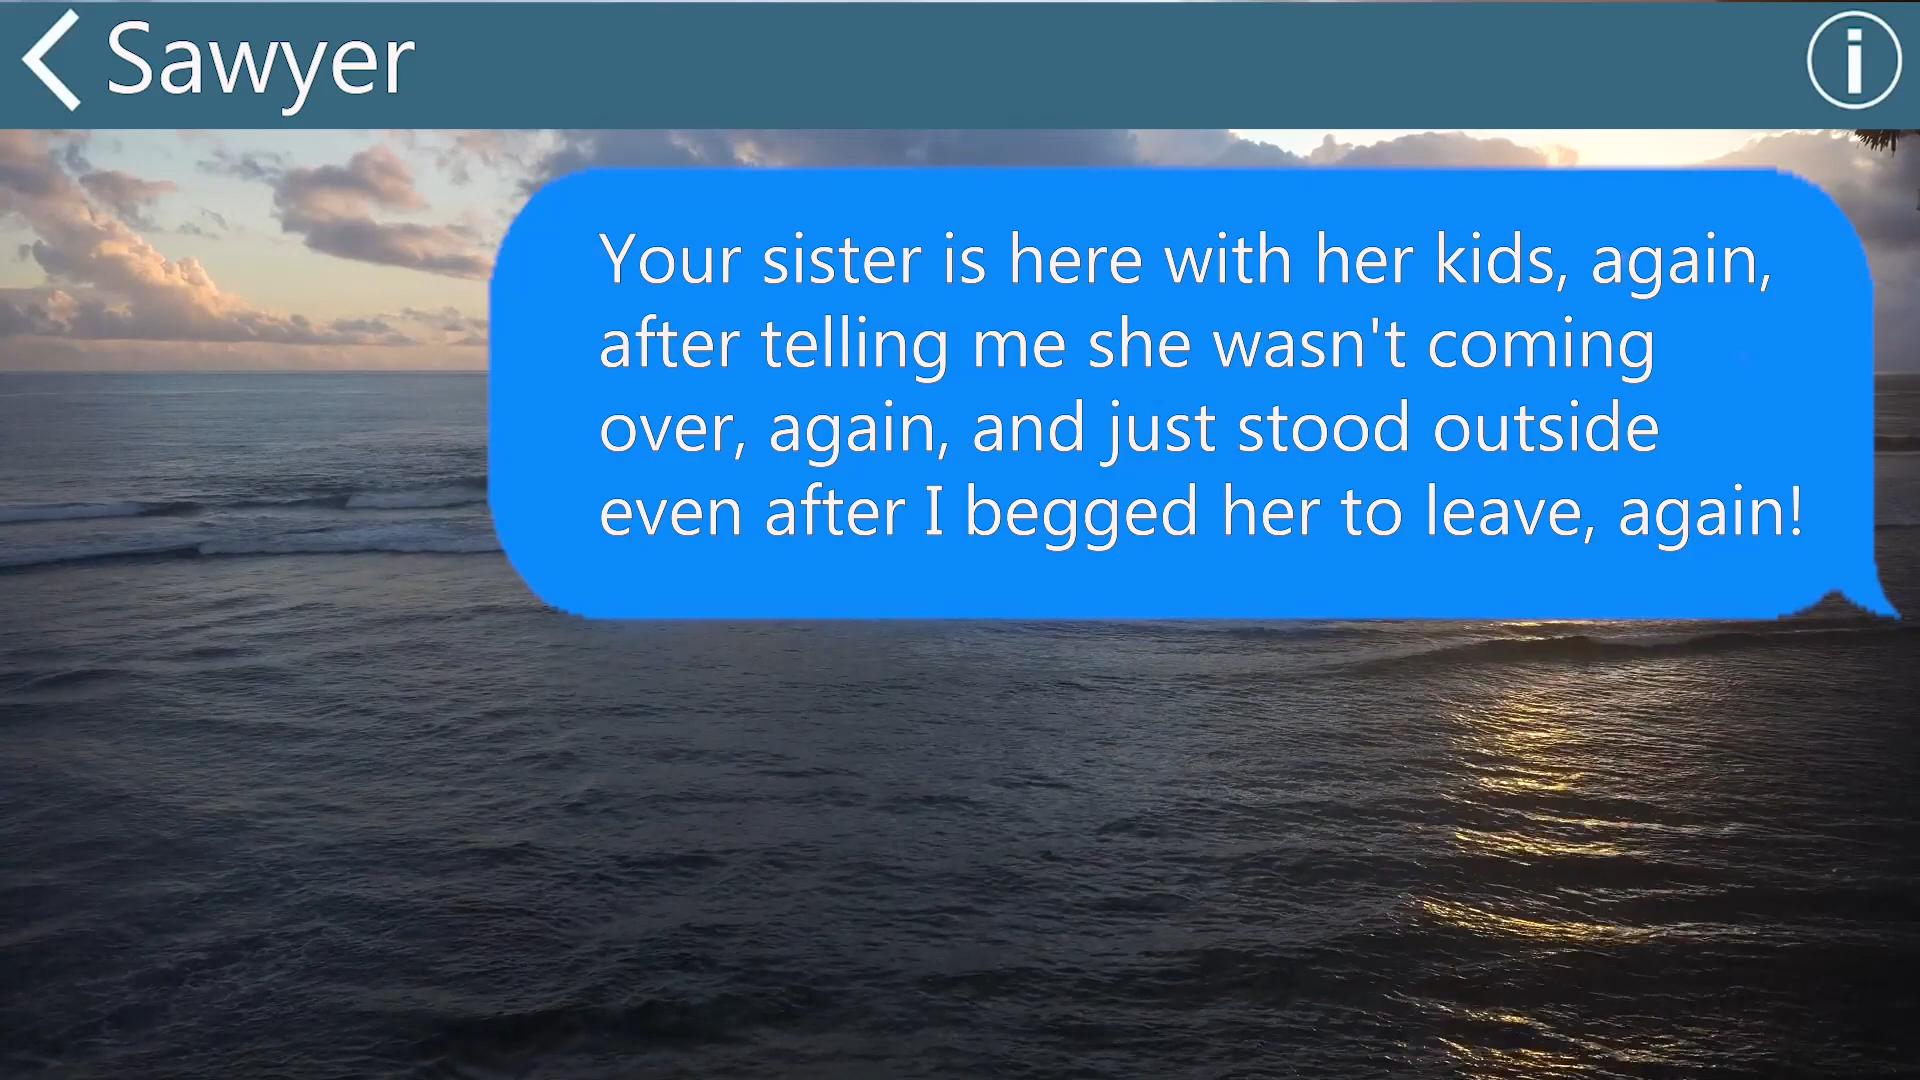 Sawyer
Your sister is here with her kids, again,
after telling me she wasn't coming
over, again, and just stood outside
even after I begged her to leave, again!